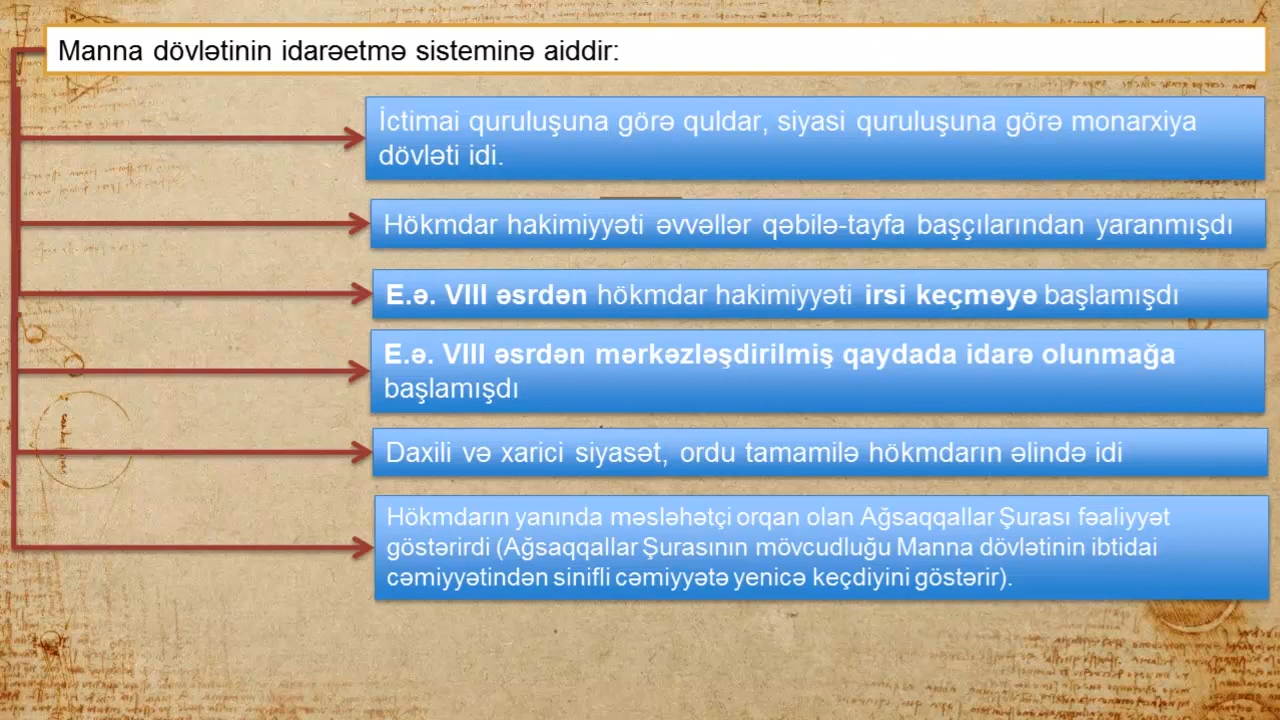 Manna dövlətinin idarəetmə sisteminə aiddir:
İctimai quruluşuna görə quldar, siyasi quruluşuna görə monarxiya
dövləti idi.
Hökmdar hakimiyyəti əvvəllər qəbilə-tayfa başçılarından yaranmışdı
E.ə. VIII əsrdən hökmdar hakimiyyəti irsi keçməyə başlamışdı
E.ə. VIII əsrdən mərkəzləşdirilmiş qaydada idarə olunmağa
başlamışdı
Daxili və xarici siyasət, ordu tamamilə hökmdarın əlində idi
Hökmdarın yanında məsləhətçi orqan olan Ağsaqqallar Şurası fəaliyyət
göstərirdi (Ağsaqqallar Şurasının mövcudluğu Manna dövlətinin ibtidai
cəmiyyətindən sinifli cəmiyyətə yenicə keçdiyini göstərir).